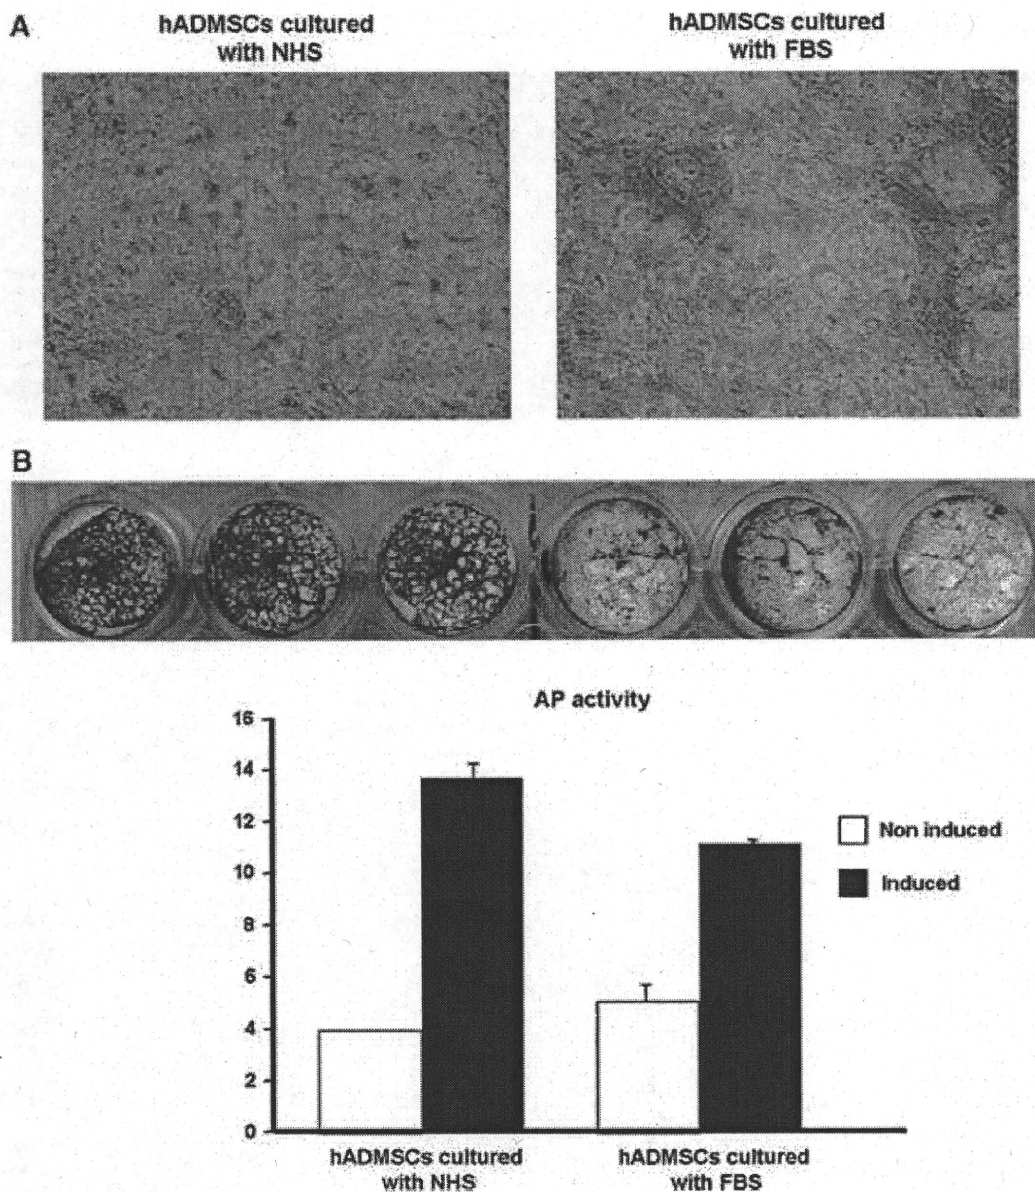 A
hADMSCs cultured
with NHS
hADMSCs cultured
with FBS
B
AP activity
16
14
12
10
8
6
4
2
0
Non induced
Induced
hADMSCs cultured
with NHS
hADMSCs cultured
with FBS